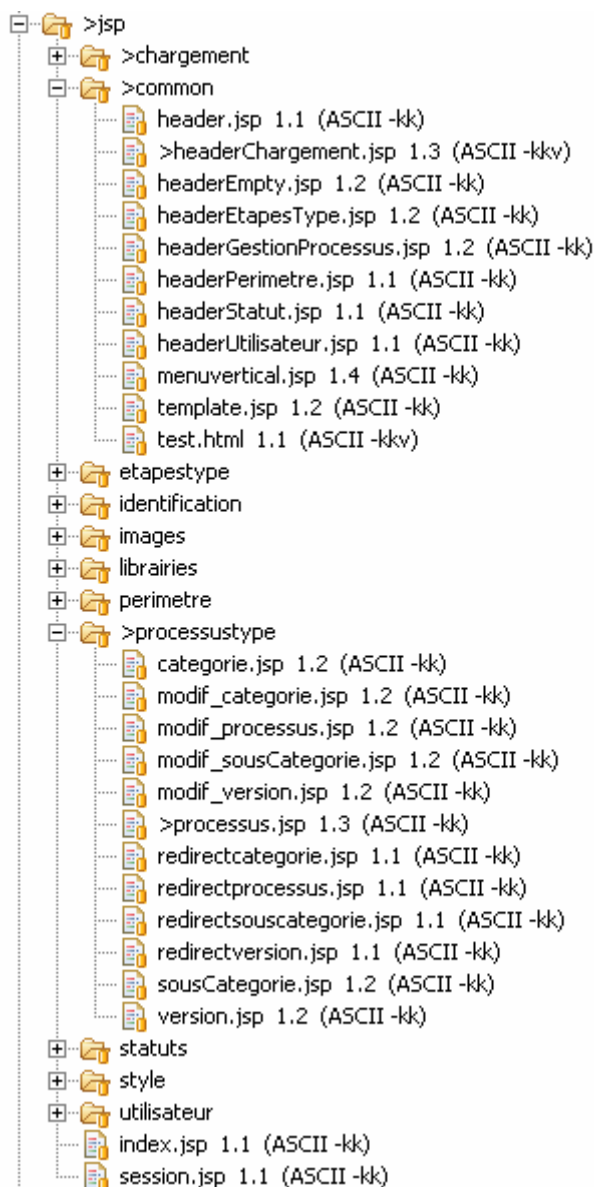 >jsp
>chargement
>common
header.jsp 1.1 (ASCII -kk)
>headerChargement.jsp 1.3 (ASCII -kkv)
headerEmpty.jsp 1.2 (ASCII -kk)
headerEtapesType.jsp 1.2 (ASCII -kk)
headerGestionProcessus.jsp 1.2 (ASCII -kk)
headerPerimetre.jsp 1.1 (ASCII -kk)
headerStatut.jsp 1.1 (ASCII -kk)
headerUtilisateur.jsp 1.1 (ASCII -kk)
menuvertical.jsp 1.4 (ASCII -kk)
template.jsp 1.2 (ASCII -kk)
test.html 1.1 (ASCII -kkv)
etapestype
identification
images
librairies
perimetre
>processustype
categorie.jsp 1.2 (ASCII -kk)
modif_categorie.jsp 1.2 (ASCII -kk)
modif_processus.jsp 1.2 (ASCII -kk)
modif_sousCategorie.jsp 1.2 (ASCII -kk)
modif_version.jsp 1.2 (ASCII -kk)
>processus.jsp 1.3 (ASCII -kk)
redirectcategorie.jsp 1.1 (ASCII -kk)
redirectprocessus.jsp 1.1 (ASCII -kk)
redirectsouscategorie.jsp 1.1 (ASCII -kk)
redirectversion.jsp 1.1 (ASCII -kk)
sousCategorie.jsp 1.2 (ASCII -kk)
version.jsp 1.2 (ASCII -kk)
statuts
style
utilisateur
index.jsp 1.1 (ASCII -kk)
session.jsp 1.1 (ASCII -kk)